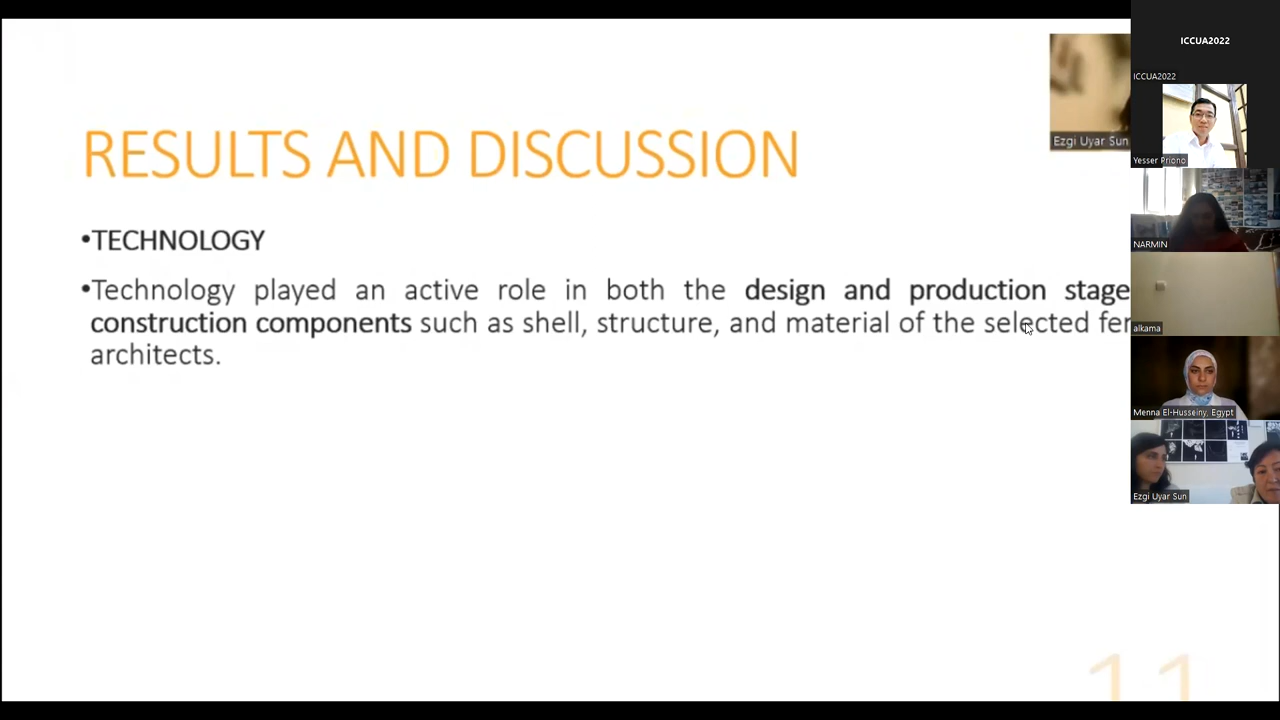 RESULTS AND DISCUSSION
•TECHNOLOGY
•Technology played an active role in both the design and production stage
construction components such as shell, structure, and material of the selected
architects.
11
Ezgi Uyar Sun
ICCUA2022
ICCUA2022
Yesser Priono
NARMIN
alkama
Menna El-Husseiny, Egypt
Ezgi Uyar Sun